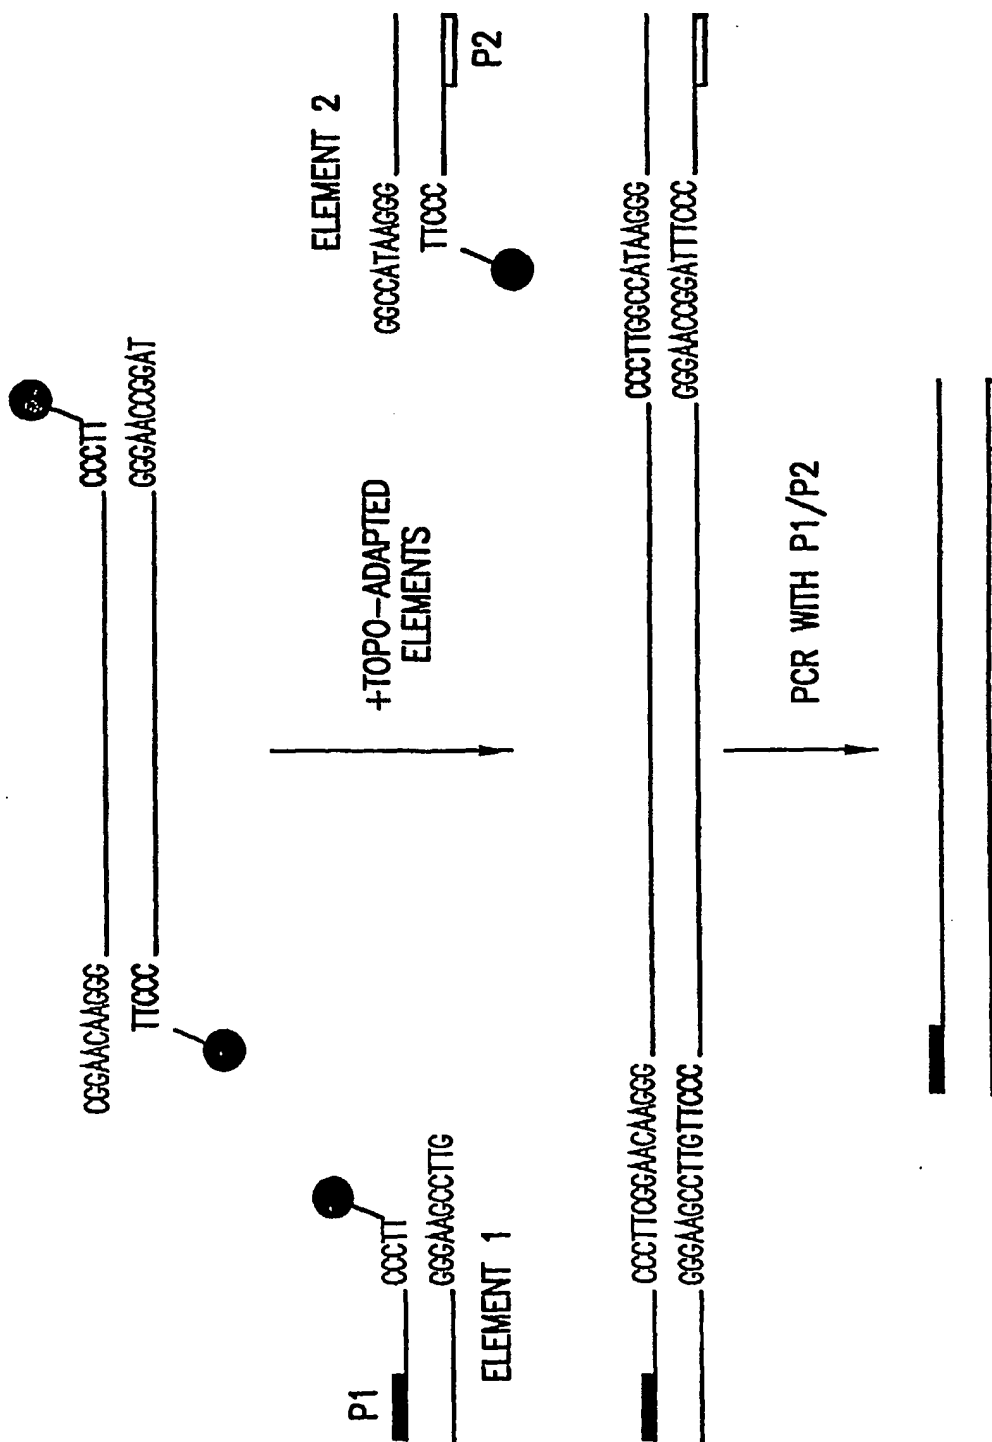 CGGAACAAGGG CCCTT
TTCCC GGGAACCGGAT
P1 CCCTT
GGGAAGCCTTG
ELEMENT 1
+TOPO-ADAPTED
ELEMENTS
ELEMENT 2
GGCCATAAGGG
TTCCC
P2
CCCTTCGGAACAAGGG CCCTTGGCCATAAGGG
GGGAAGCCTTGTTCCC GGGAACCGGATTTCCC
PCR WITH P1/P2